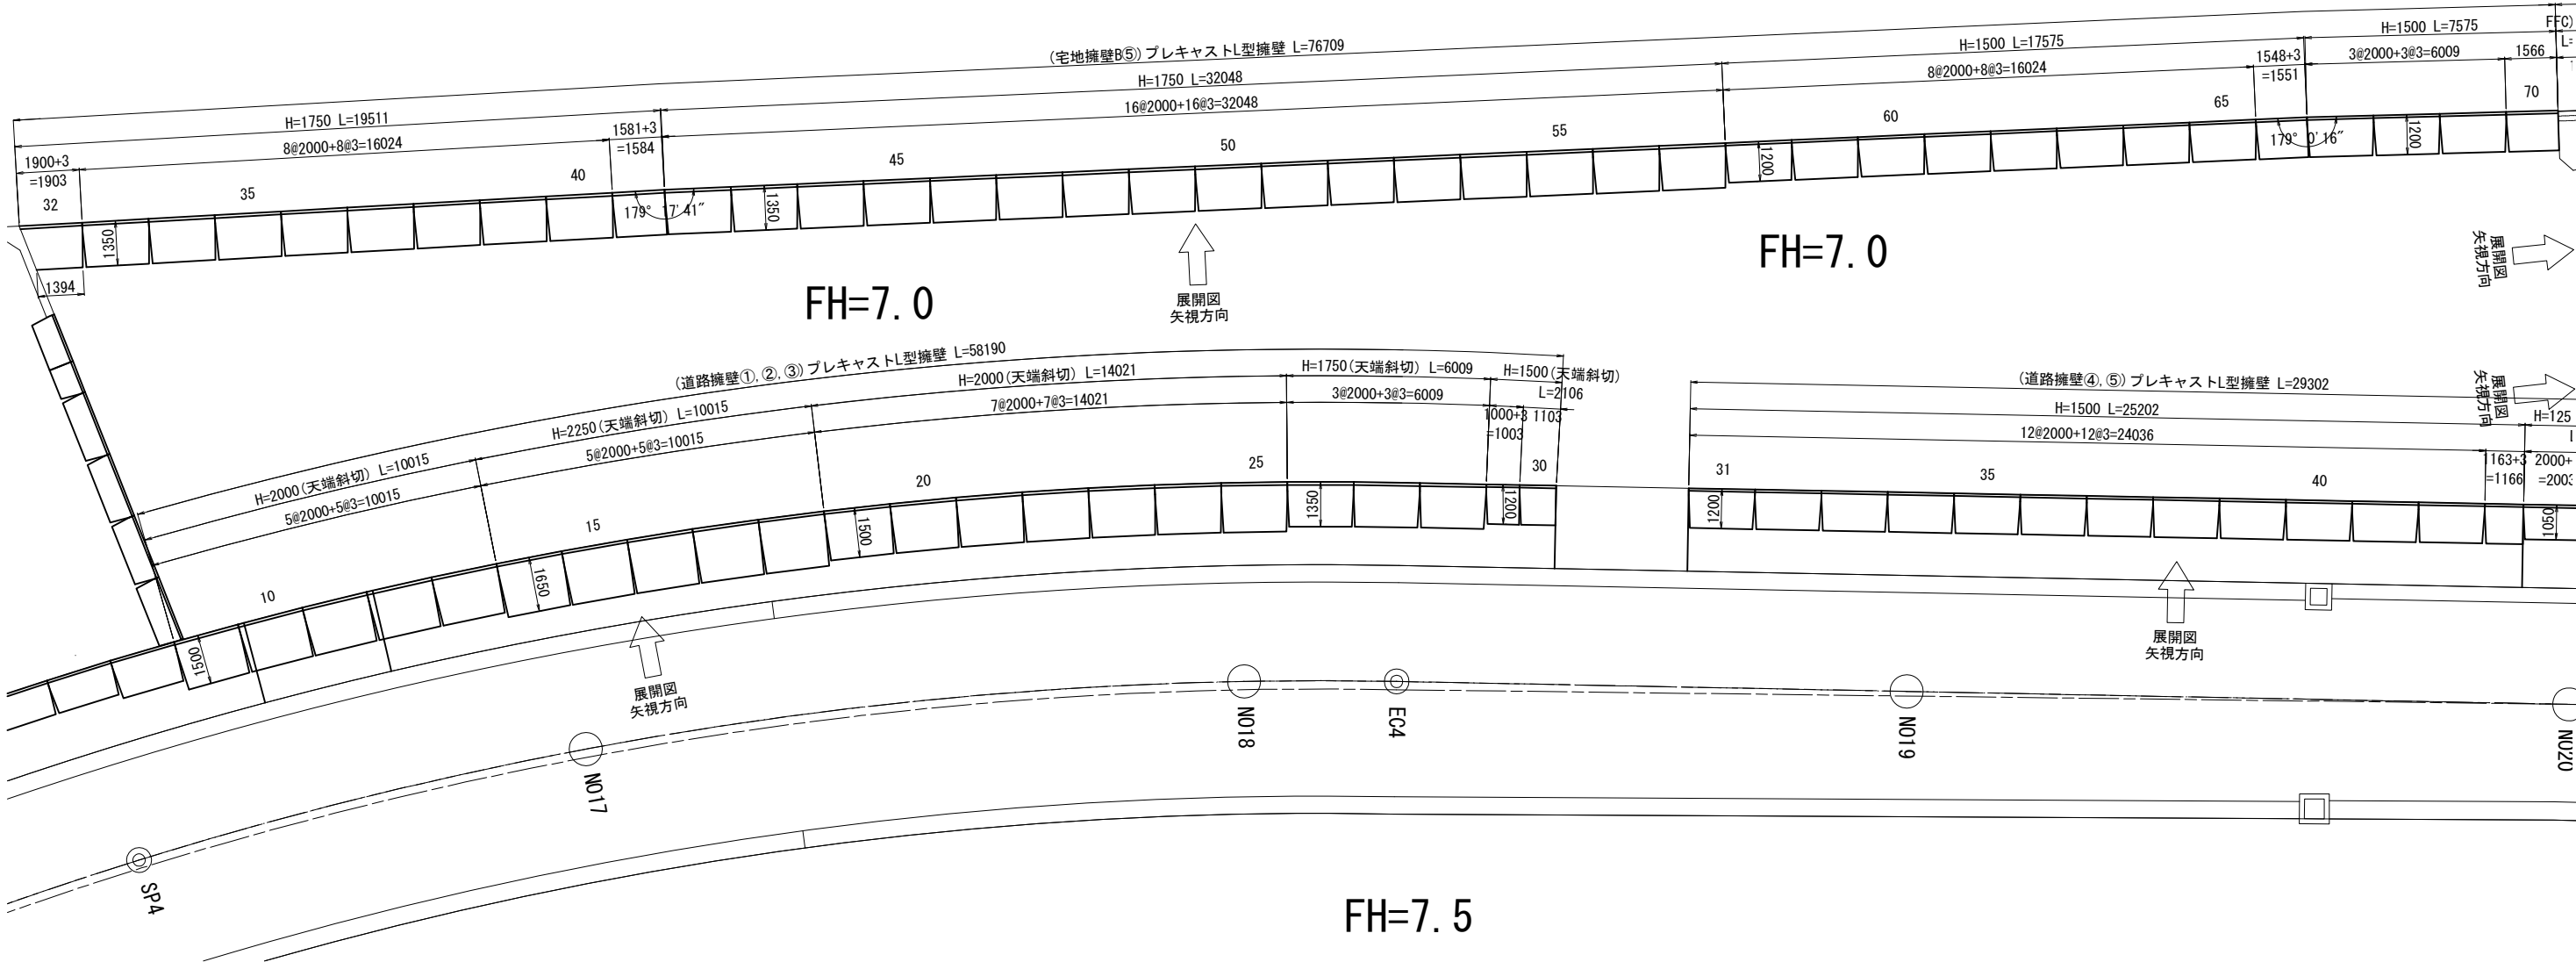 (宅地擁壁B⑤)プレキャストL型擁壁 L=76709
H=1750 L=19511
H=1750 L=32048
H=1500 L=17575
H=1500 L=7575
FFC)
L=
1900+3
=1903
8@2000+8@3=16024
1581+3
=1584
16@2000+16@3=32048
8@2000+8@3=16024
1548+3
=1551
3@2000+3@3=6009
1566
32
35
40
45
50
55
60
65
70
1350
179° 17'41"
1350
1200
179° 0'16"
1200
1394
FH=7.0
FH=7.0
展開図
矢視方向
展開図
矢視方向
(道路擁壁①,②,③)プレキャストL型擁壁 L=58190
H=2000(天端斜切) L=10015
H=2250(天端斜切) L=10015
H=2000(天端斜切) L=14021
H=1750(天端斜切) L=6009
H=1500(天端斜切)
L=2106
5@2000+5@3=10015
5@2000+5@3=10015
7@2000+7@3=14021
3@2000+3@3=6009
1000+3
=1003
1103
10
15
20
25
30
1500
1650
1500
1350
1200
(道路擁壁④,⑤)プレキャストL型擁壁 L=29302
展開図
矢視方向
H=1500 L=25202
H=125
12@2000+12@3=24036
1163+3
=1166
2000+
=2003
31
35
40
1200
1050
展開図
矢視方向
展開図
矢視方向
SP4
NO17
NO18
EC4
NO19
NO20
FH=7.5